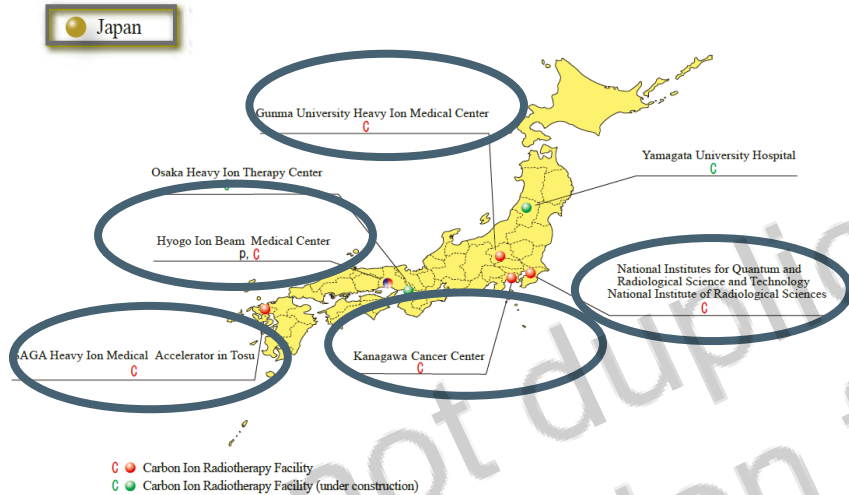 Japan
Gunma University Heavy Ion Medical Center
C
Yamagata University Hospital
C
Osaka Heavy Ion Therapy Center
C
Hyogo Ion Beam Medical Center
p, C
National Institutes for Quantum and
Radiological Science and Technology
National Institute of Radiological Sciences
C
SAGA Heavy Ion Medical Accelerator in Tosu
C
Kanagawa Cancer Center
C
C Carbon Ion Radiotherapy Facility
C Carbon Ion Radiotherapy Facility (under construction)
not duplic